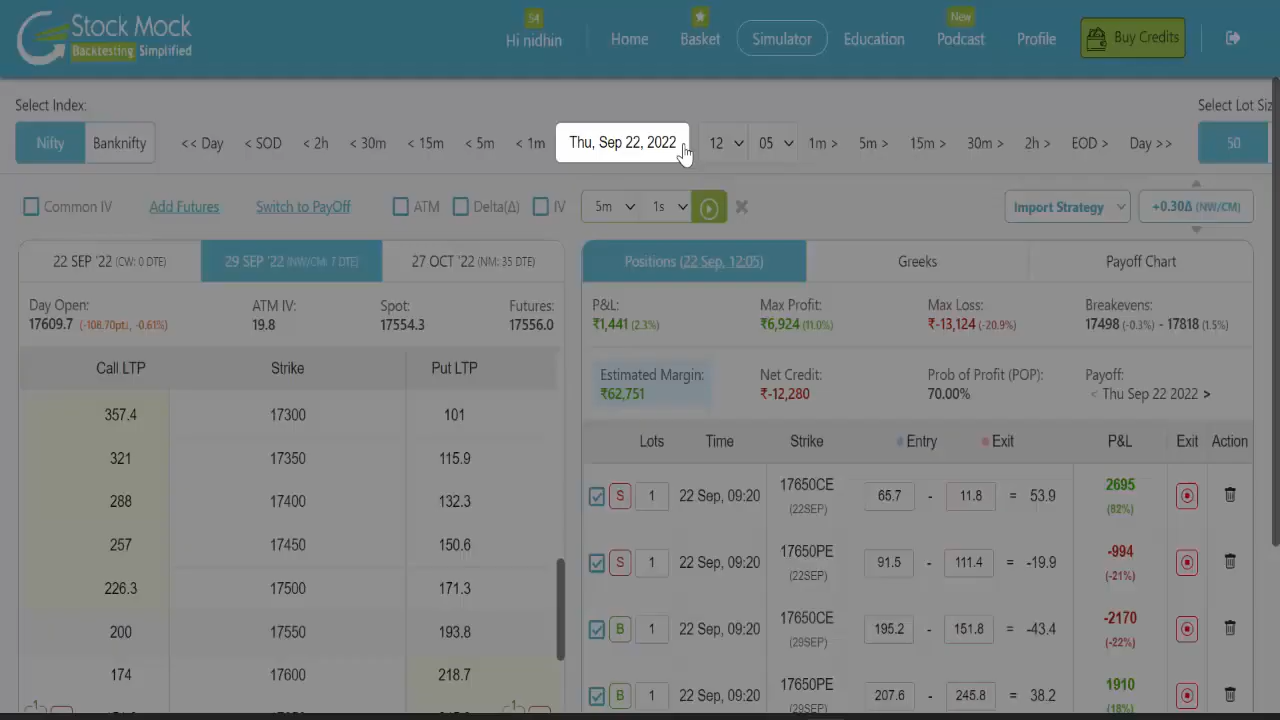 Stock Mock
Backtesting Simplified
54
Hi nidhin
Home
Basket
Simulator
Education
New
Podcast
Profile
Buy Credits
Select Index:
Select Lot Siz
Nifty
Banknifty
<< Day
< SOD
< 2h
< 30m
< 15m
< 5m
< 1m
Thu, Sep 22, 2022
12
05
1m >
5m >
15m >
30m >
2h >
EOD >
Day >>
50
Common IV
Add Futures
Switch to PayOff
ATM
Delta(Δ)
IV
5m
1s
Import Strategy
+0.30Δ (NW/CM)
22 SEP '22 (CW: 0 DTE)
29 SEP '22 (NW/CM: 7 DTE)
27 OCT '22 (NM: 35 DTE)
Positions (22 Sep, 12:05)
Greeks
Payoff Chart
Day Open:
ATM IV:
Spot:
Futures:
17609.7 (-108.70pts, -0.61%)
19.8
17554.3
17556.0
P&L:
Max Profit:
Max Loss:
Breakevens:
₹1,441 (2.3%)
₹6,924 (11.0%)
₹-13,124 (-20.9%)
17498 (-0.3%) - 17818 (1.5%)
Estimated Margin:
Net Credit:
Prob of Profit (POP):
Payoff:
₹62,751
₹-12,280
70.00%
< Thu Sep 22 2022 >
Call LTP
Strike
Put LTP
357.4 17300 101
321 17350 115.9
288 17400 132.3
257 17450 150.6
226.3 17500 171.3
200 17550 193.8
174 17600 218.7
1
1
Lots Time Strike Entry Exit P&L Exit Action
S 1 22 Sep, 09:20 17650CE 65.7 - 11.8 = 53.9 2695
(22SEP) (82%)
S 1 22 Sep, 09:20 17650PE 91.5 - 111.4 = -19.9 -994
(22SEP) (-21%)
B 1 22 Sep, 09:20 17650CE 195.2 - 151.8 = -43.4 -2170
(29SEP) (-22%)
B 1 22 Sep, 09:20 17650PE 207.6 - 245.8 = 38.2 1910
(29SEP) (18%)